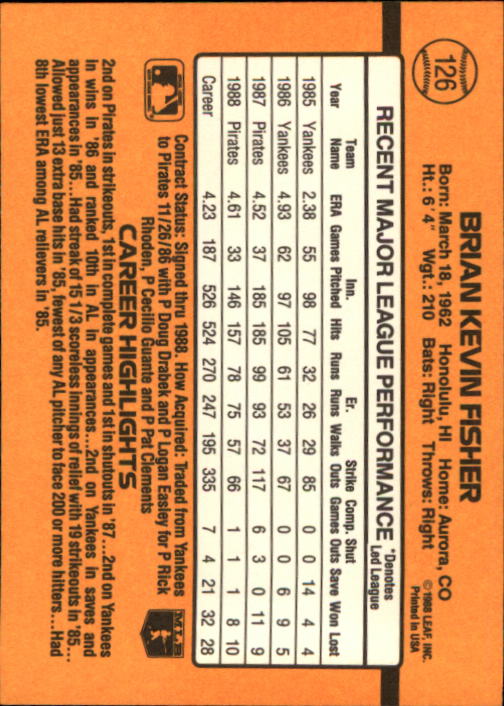 126
BRIAN KEVIN FISHER
Born: March 18, 1962 Honolulu, HI Home: Aurora, CO
Ht.: 6' 4" Wgt.: 210 Bats: Right Throws: Right
©1988 LEAF, INC.
Printed in USA
RECENT MAJOR LEAGUE PERFORMANCE *Denotes Led League
Team Inn. Er. Strike Comp. Shut
Year Name ERA Games Pitched Hits Runs Runs Walks Outs Games Outs Save Won Lost
1985 Yankees 2.38 55 98 77 32 26 29 85 0 0 14 4 4
1986 Yankees 4.93 62 97 105 61 53 37 67 0 0 6 9 5
1987 Pirates 4.52 37 185 185 99 93 72 117 6 3 0 11 9
1988 Pirates 4.61 33 146 157 78 75 57 66 1 1 1 8 10
Career 4.23 187 526 524 270 247 195 335 7 4 21 32 28
Contract Status: Signed thru 1988. How Acquired: Traded from Yankees
to Pirates 11/26/86 with P Doug Drabek and P Logan Easley for P Rick
Rhoden, P Cecilio Guante and P Pat Clements
MLB
CAREER HIGHLIGHTS
2nd on Pirates in strikeouts, 1st in complete games and 1st in shutouts in '87...2nd on Yankees
in wins in '86 and ranked 10th in AL in appearances...2nd on Yankees in saves and
appearances in '85...Had streak of 15 1/3 scoreless innings of relief with 19 strikeouts in '85...
Allowed just 13 extra base hits in '85, fewest of any AL pitcher to face 200 or more hitters....Had
8th lowest ERA among AL relievers in '85.